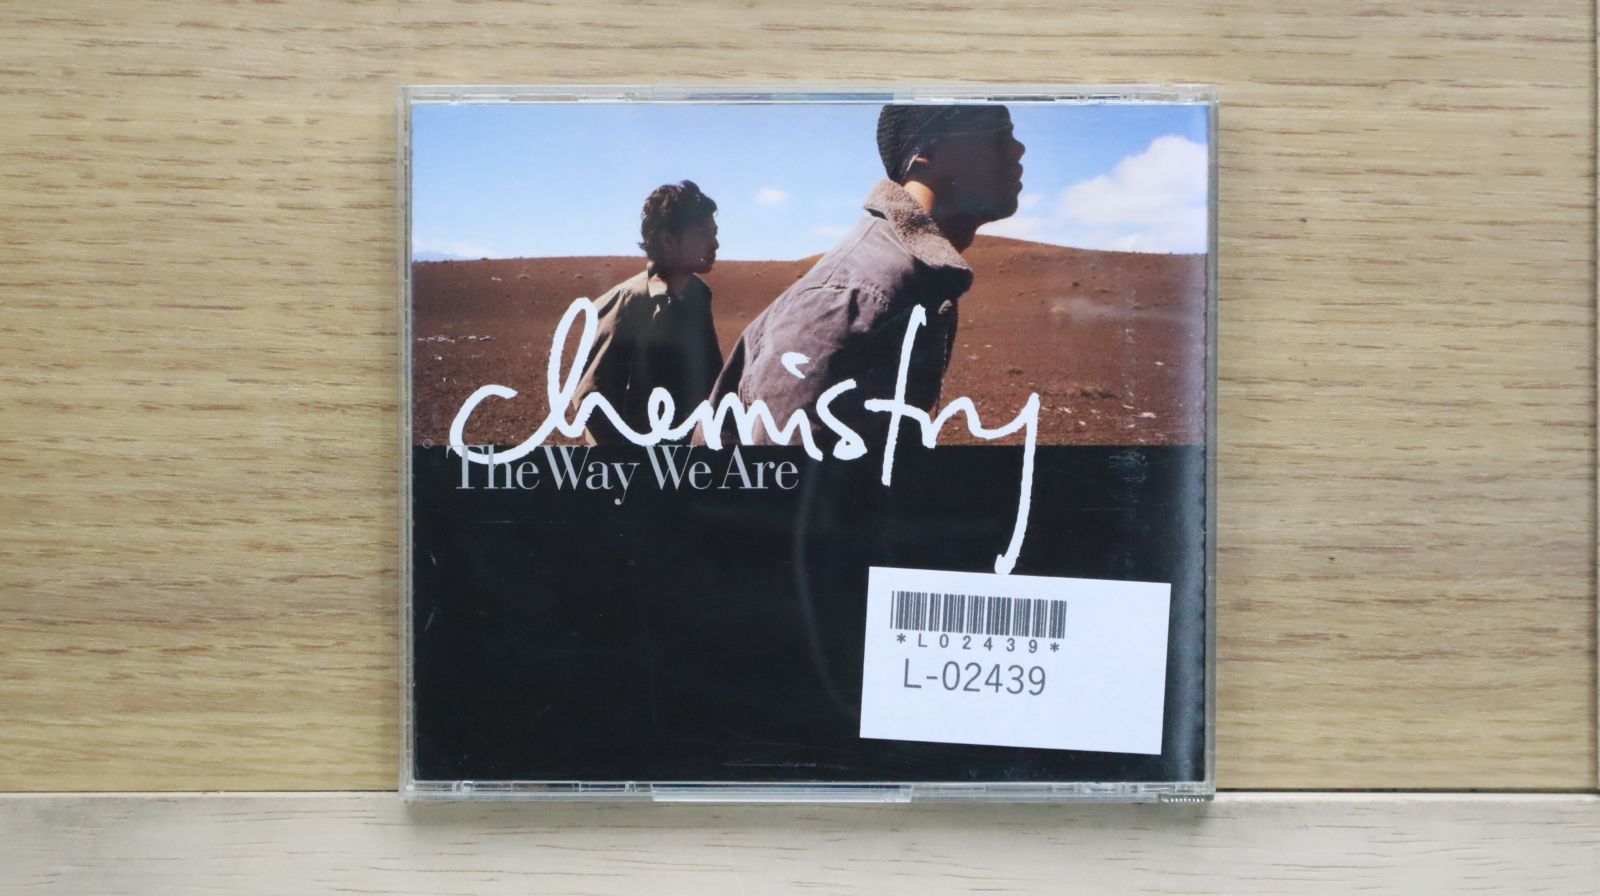 chemistry
The Way We Are
*L02439*
L-02439